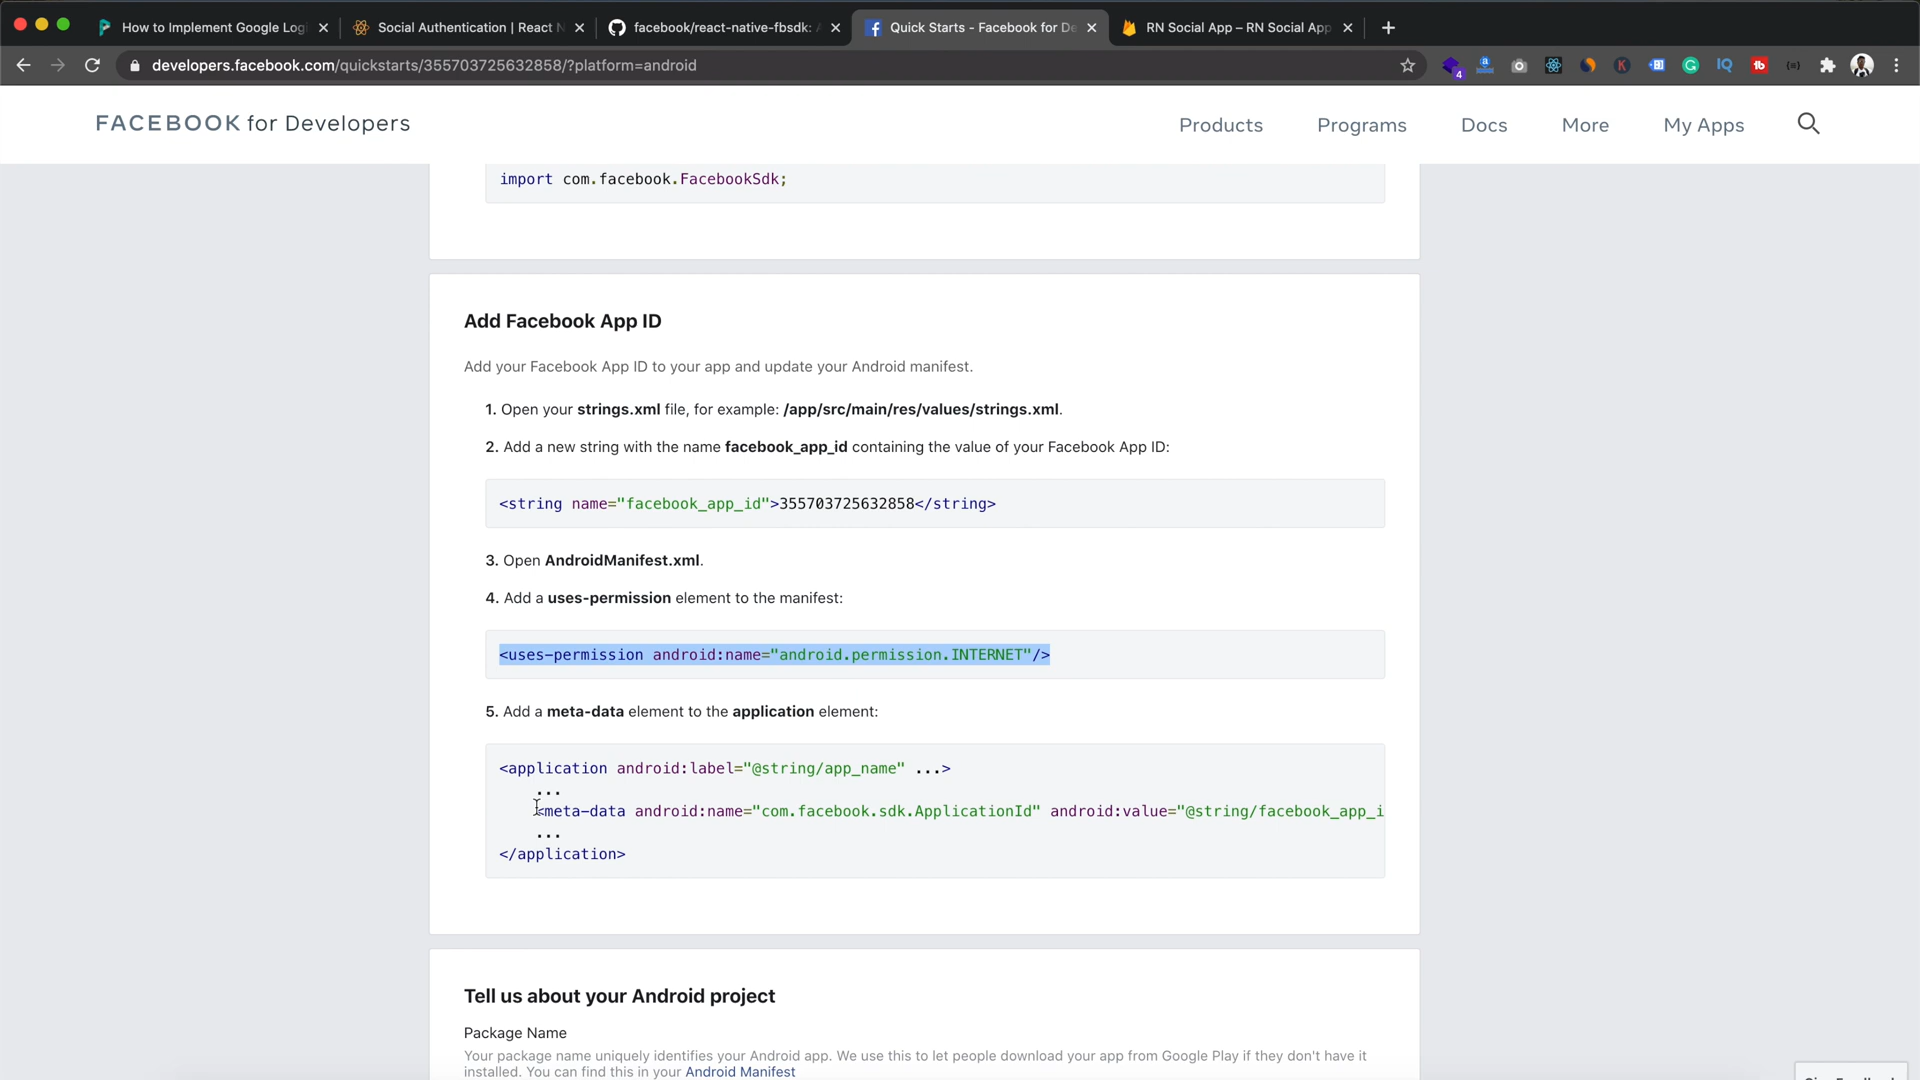 How to Implement Google Logi
Social Authentication | React N
facebook/react-native-fbsdk: A
Quick Starts - Facebook for De
RN Social App – RN Social App
developers.facebook.com/quickstarts/355703725632858/?platform=android
4
FACEBOOK for Developers
Products
Programs
Docs
More
My Apps
import com.facebook.FacebookSdk;
Add Facebook App ID
Add your Facebook App ID to your app and update your Android manifest.
1. Open your strings.xml file, for example: /app/src/main/res/values/strings.xml.
2. Add a new string with the name facebook_app_id containing the value of your Facebook App ID:
<string name="facebook_app_id">355703725632858</string>
3. Open AndroidManifest.xml.
4. Add a uses-permission element to the manifest:
<uses-permission android:name="android.permission.INTERNET"/>
5. Add a meta-data element to the application element:
<application android:label="@string/app_name" ...>
...
<meta-data android:name="com.facebook.sdk.ApplicationId" android:value="@string/facebook_app_i
...
</application>
Tell us about your Android project
Package Name
Your package name uniquely identifies your Android app. We use this to let people download your app from Google Play if they don't have it
installed. You can find this in your Android Manifest